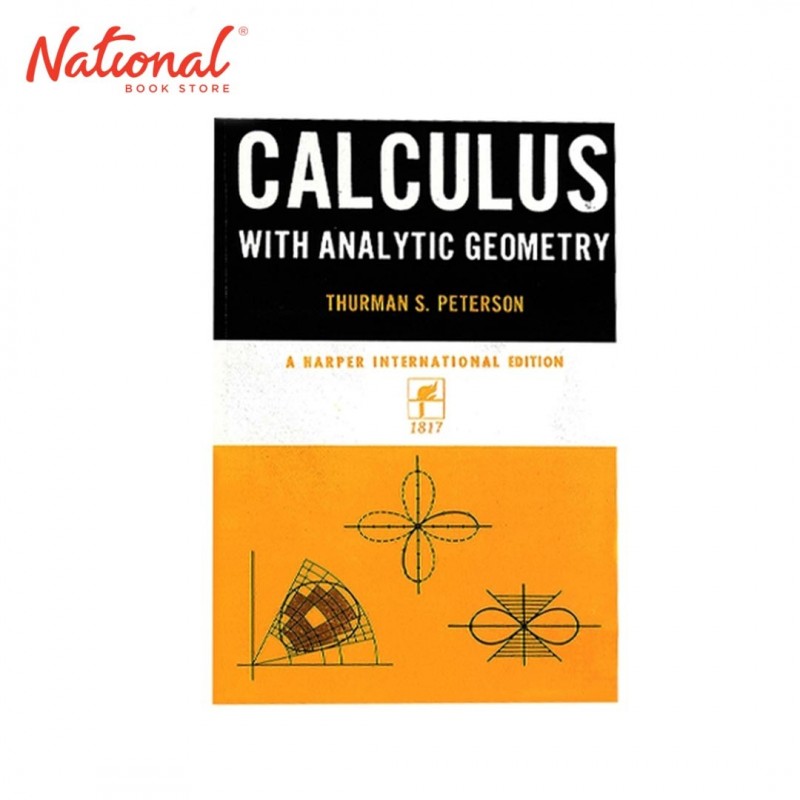 National®
BOOK STORE
CALCULUS
WITH ANALYTIC GEOMETRY
THURMAN S. PETERSON
A HARPER INTERNATIONAL EDITION
1817